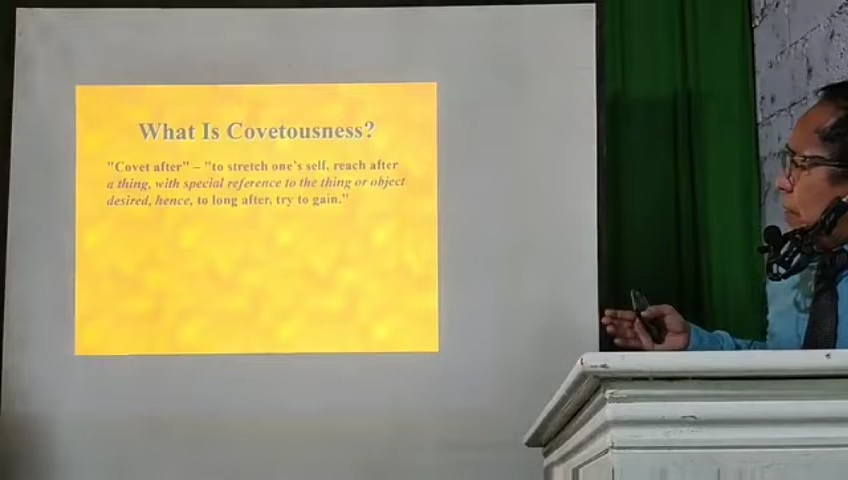 What Is Covetousness?
"Covet after" – "to stretch one's self, reach after
a thing, with special reference to the thing or object
desired, hence, to long after, try to gain."